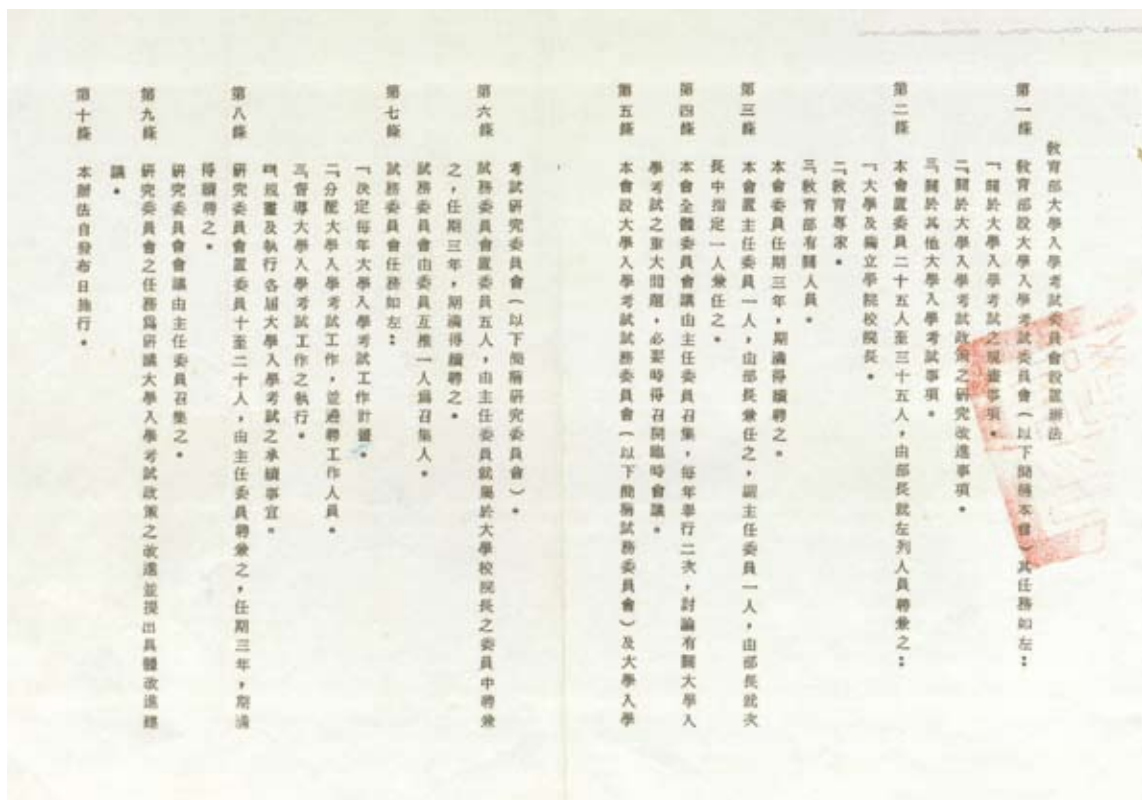 教育部大學入學考試委員會設置辦法
第一條　教育部設大學入學考試委員會(以下簡稱本會)其任務如左:
一、關於大學入學考試之規畫事項。
二、關於大學入學考試政策之研究改進事項。
三、關於其他大學入學考試事項。
第二條　本會置委員二十五人至三十五人,由部長就左列人員聘兼之:
一、大學及獨立學院校院長。
二、教育專家。
三、教育部有關人員。
本會委員任期三年,期滿得續聘之。
第三條　本會置主任委員一人,由部長兼任之,副主任委員一人,由部長就次
長中指定一人兼任之。
第四條　本會全體委員會議由主任委員召集,每年舉行二次,討論有關大學入
學考試之重大問題,必要時得召開臨時會議。
第五條　本會設大學入學考試試務委員會(以下簡稱試務委員會)及大學入學
考試研究委員會(以下簡稱研究委員會)。
第六條　試務委員會置委員五人,由主任委員就屬於大學校院長之委員中聘兼
之,任期三年,期滿得續聘之。
試務委員會由委員互推一人為召集人。
第七條　試務委員會任務如左:
一、決定每年大學入學考試工作計畫。
二、分配大學入學考試工作,並遴聘工作人員。
三、督導大學入學考試工作之執行。
四、規畫及執行各屆大學入學考試之承續事宜。
第八條　研究委員會置委員十至二十人,由主任委員聘兼之,任期三年,期滿
得續聘之。
研究委員會會議由主任委員召集之。
第九條　研究委員會之任務為研議大學入學考試政策之改進並提出具體改進建
議。
第十條　本辦法自發布日施行。